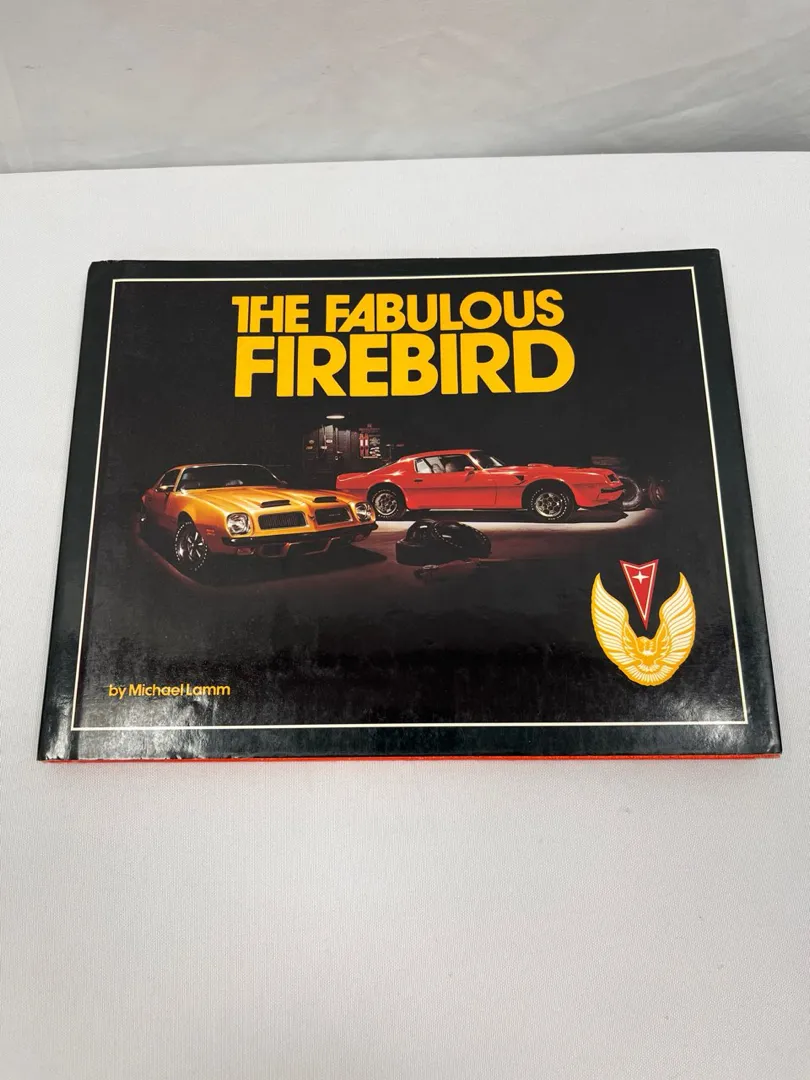 THE FABULOUS
FIREBIRD
by Michael Lamm